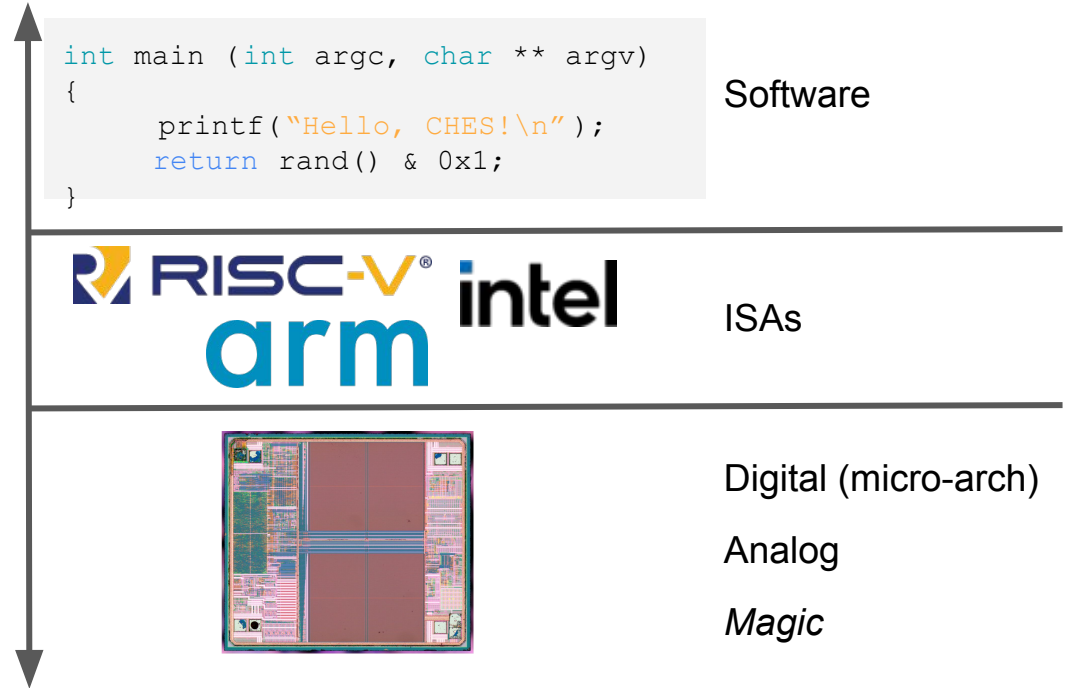 int main (int argc, char ** argv)
{
printf(“Hello, CHES!\n”);
return rand() & 0x1;
}
Software
RISC-V®
intel
arm
ISAs
Digital (micro-arch)
Analog
Magic